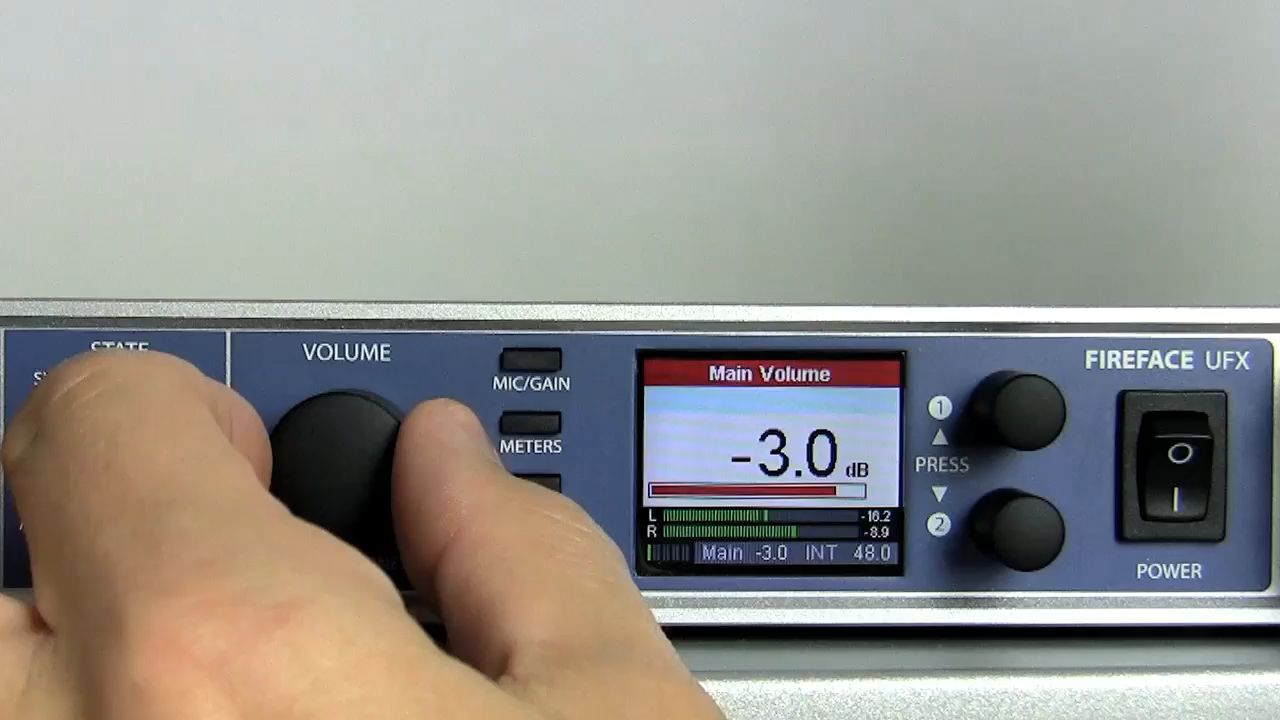 STATE
VOLUME
MIC/GAIN
METERS
Main Volume
-3.0 dB
L -16.2
R -8.9
Main -3.0 INT 48.0
1
PRESS
2
FIREFACE UFX
O
I
POWER